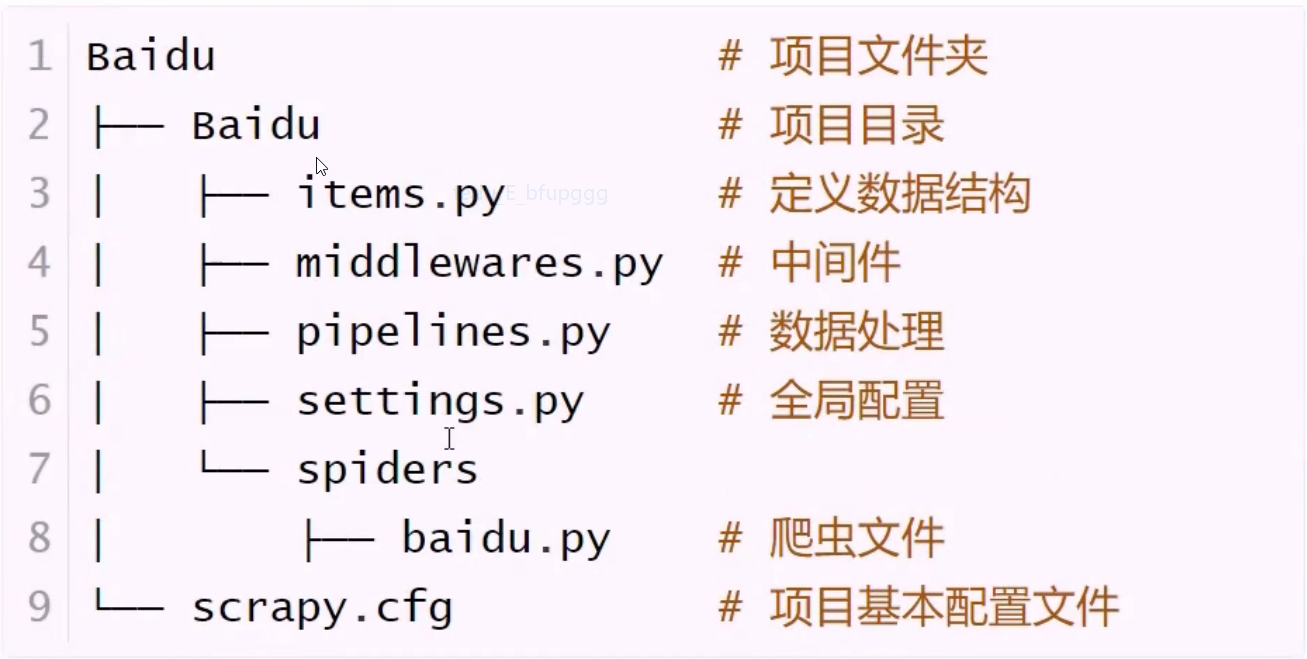 1 Baidu # 项目文件夹
2 ├── Baidu # 项目目录
3 │   ├── items.py # 定义数据结构
4 │   ├── middlewares.py # 中间件
5 │   ├── pipelines.py # 数据处理
6 │   ├── settings.py # 全局配置
7 │   └── spiders
8 │       ├── baidu.py # 爬虫文件
9 └── scrapy.cfg # 项目基本配置文件
E_bfupggg